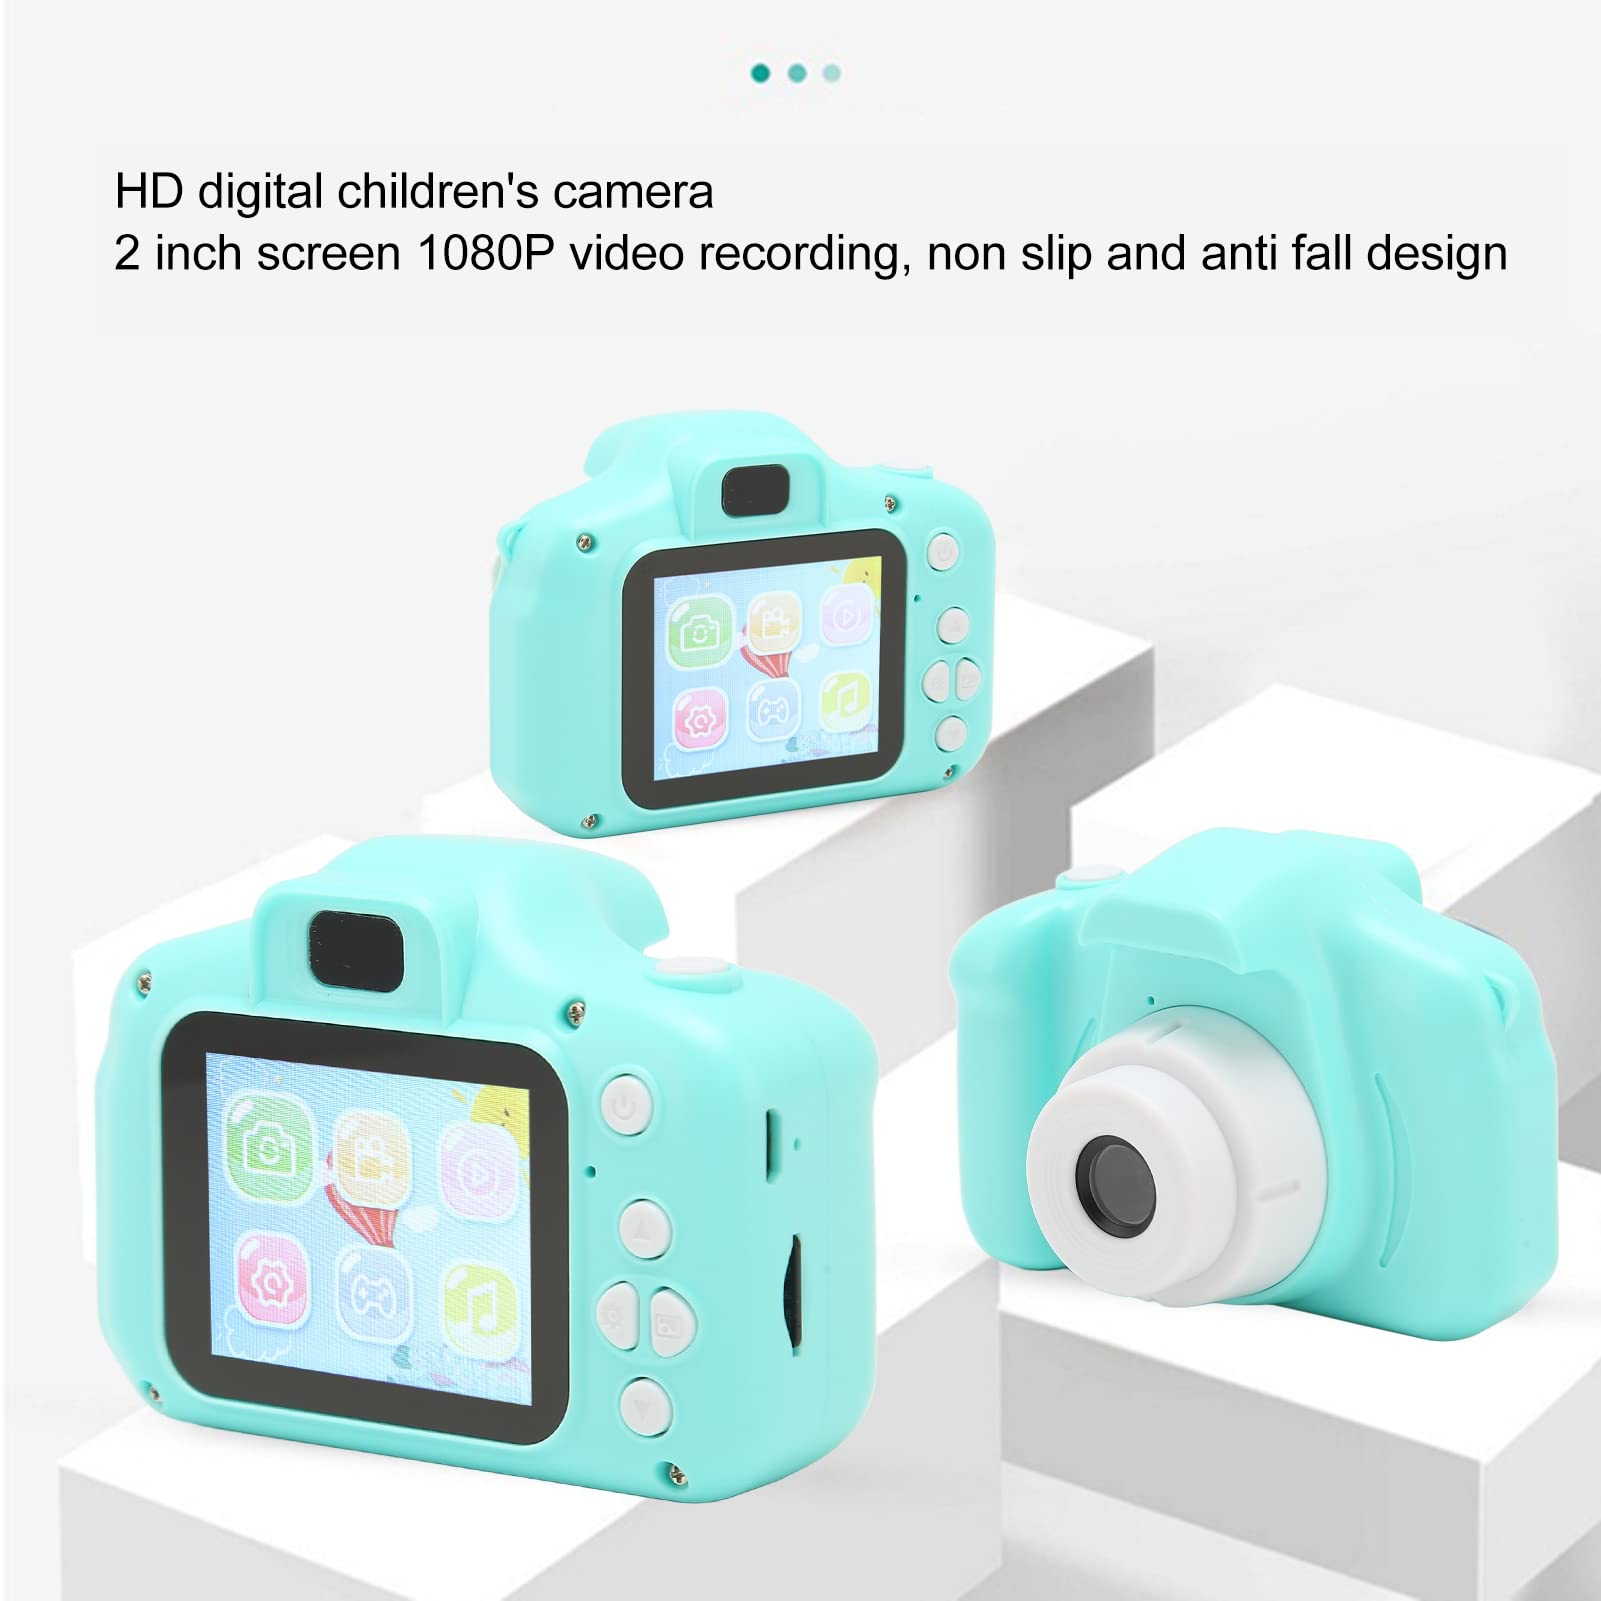 HD digital children's camera
2 inch screen 1080P video recording, non slip and anti fall design